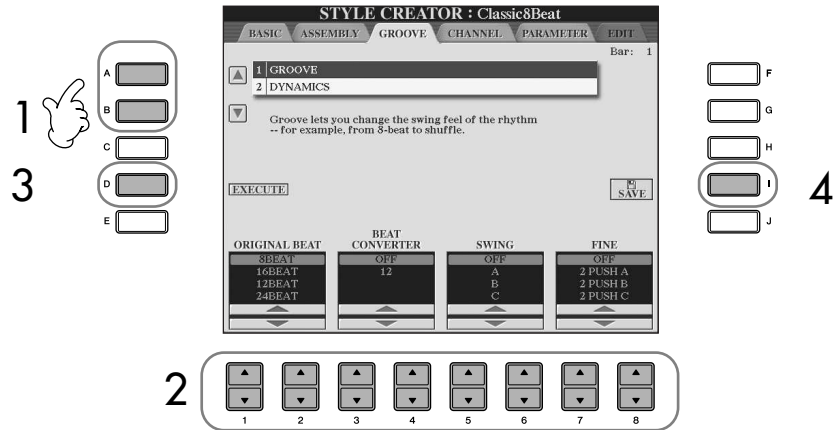 STYLE CREATOR : Classic8Beat
BASIC ASSEMBLY GROOVE CHANNEL PARAMETER EDIT
Bar: 1
1 GROOVE
2 DYNAMICS
Groove lets you change the swing feel of the rhythm
-- for example, from 8-beat to shuffle.
EXECUTE
SAVE
ORIGINAL BEAT
8BEAT
16BEAT
12BEAT
24BEAT
BEAT
CONVERTER
OFF
12
SWING
OFF
A
B
C
FINE
OFF
2 PUSH A
2 PUSH B
2 PUSH C
A
B
C
D
E
F
G
H
I
J
1
3
4
2
1 2 3 4 5 6 7 8